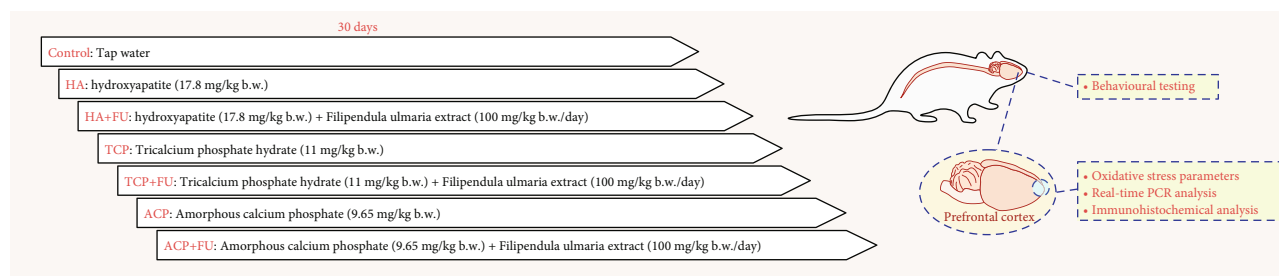 30 days
Control: Tap water
HA: hydroxyapatite (17.8 mg/kg b.w.)
HA+FU: hydroxyapatite (17.8 mg/kg b.w.) + Filipendula ulmaria extract (100 mg/kg b.w./day)
TCP: Tricalcium phosphate hydrate (11 mg/kg b.w.)
TCP+FU: Tricalcium phosphate hydrate (11 mg/kg b.w.) + Filipendula ulmaria extract (100 mg/kg b.w./day)
ACP: Amorphous calcium phosphate (9.65 mg/kg b.w.)
ACP+FU: Amorphous calcium phosphate (9.65 mg/kg b.w.) + Filipendula ulmaria extract (100 mg/kg b.w./day)
• Behavioural testing
Prefrontal cortex
• Oxidative stress parameters
• Real-time PCR analysis
• Immunohistochemical analysis